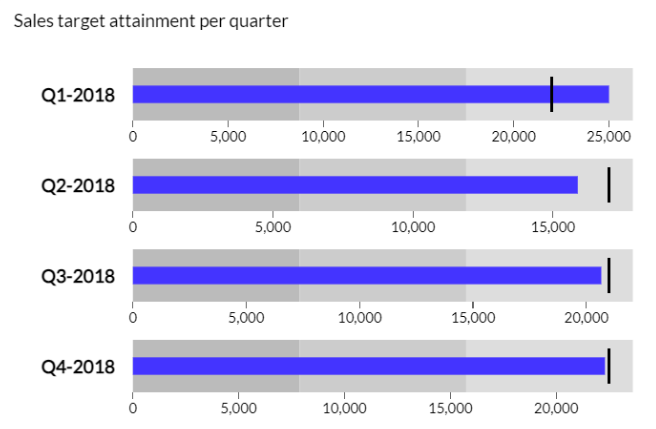 Sales target attainment per quarter
Q1-2018
0 5,000 10,000 15,000 20,000 25,000
Q2-2018
0 5,000 10,000 15,000
Q3-2018
0 5,000 10,000 15,000 20,000
Q4-2018
0 5,000 10,000 15,000 20,000